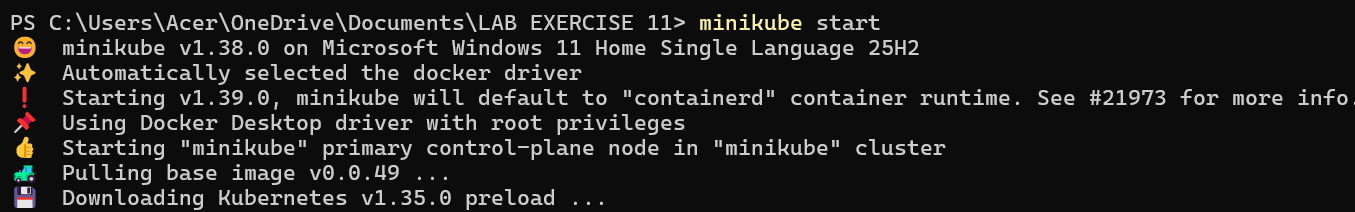 PS C:\Users\Acer\OneDrive\Documents\LAB EXERCISE 11> minikube start
minikube v1.38.0 on Microsoft Windows 11 Home Single Language 25H2
Automatically selected the docker driver
Starting v1.39.0, minikube will default to "containerd" container runtime. See #21973 for more info.
Using Docker Desktop driver with root privileges
Starting "minikube" primary control-plane node in "minikube" cluster
Pulling base image v0.0.49 ...
Downloading Kubernetes v1.35.0 preload ...